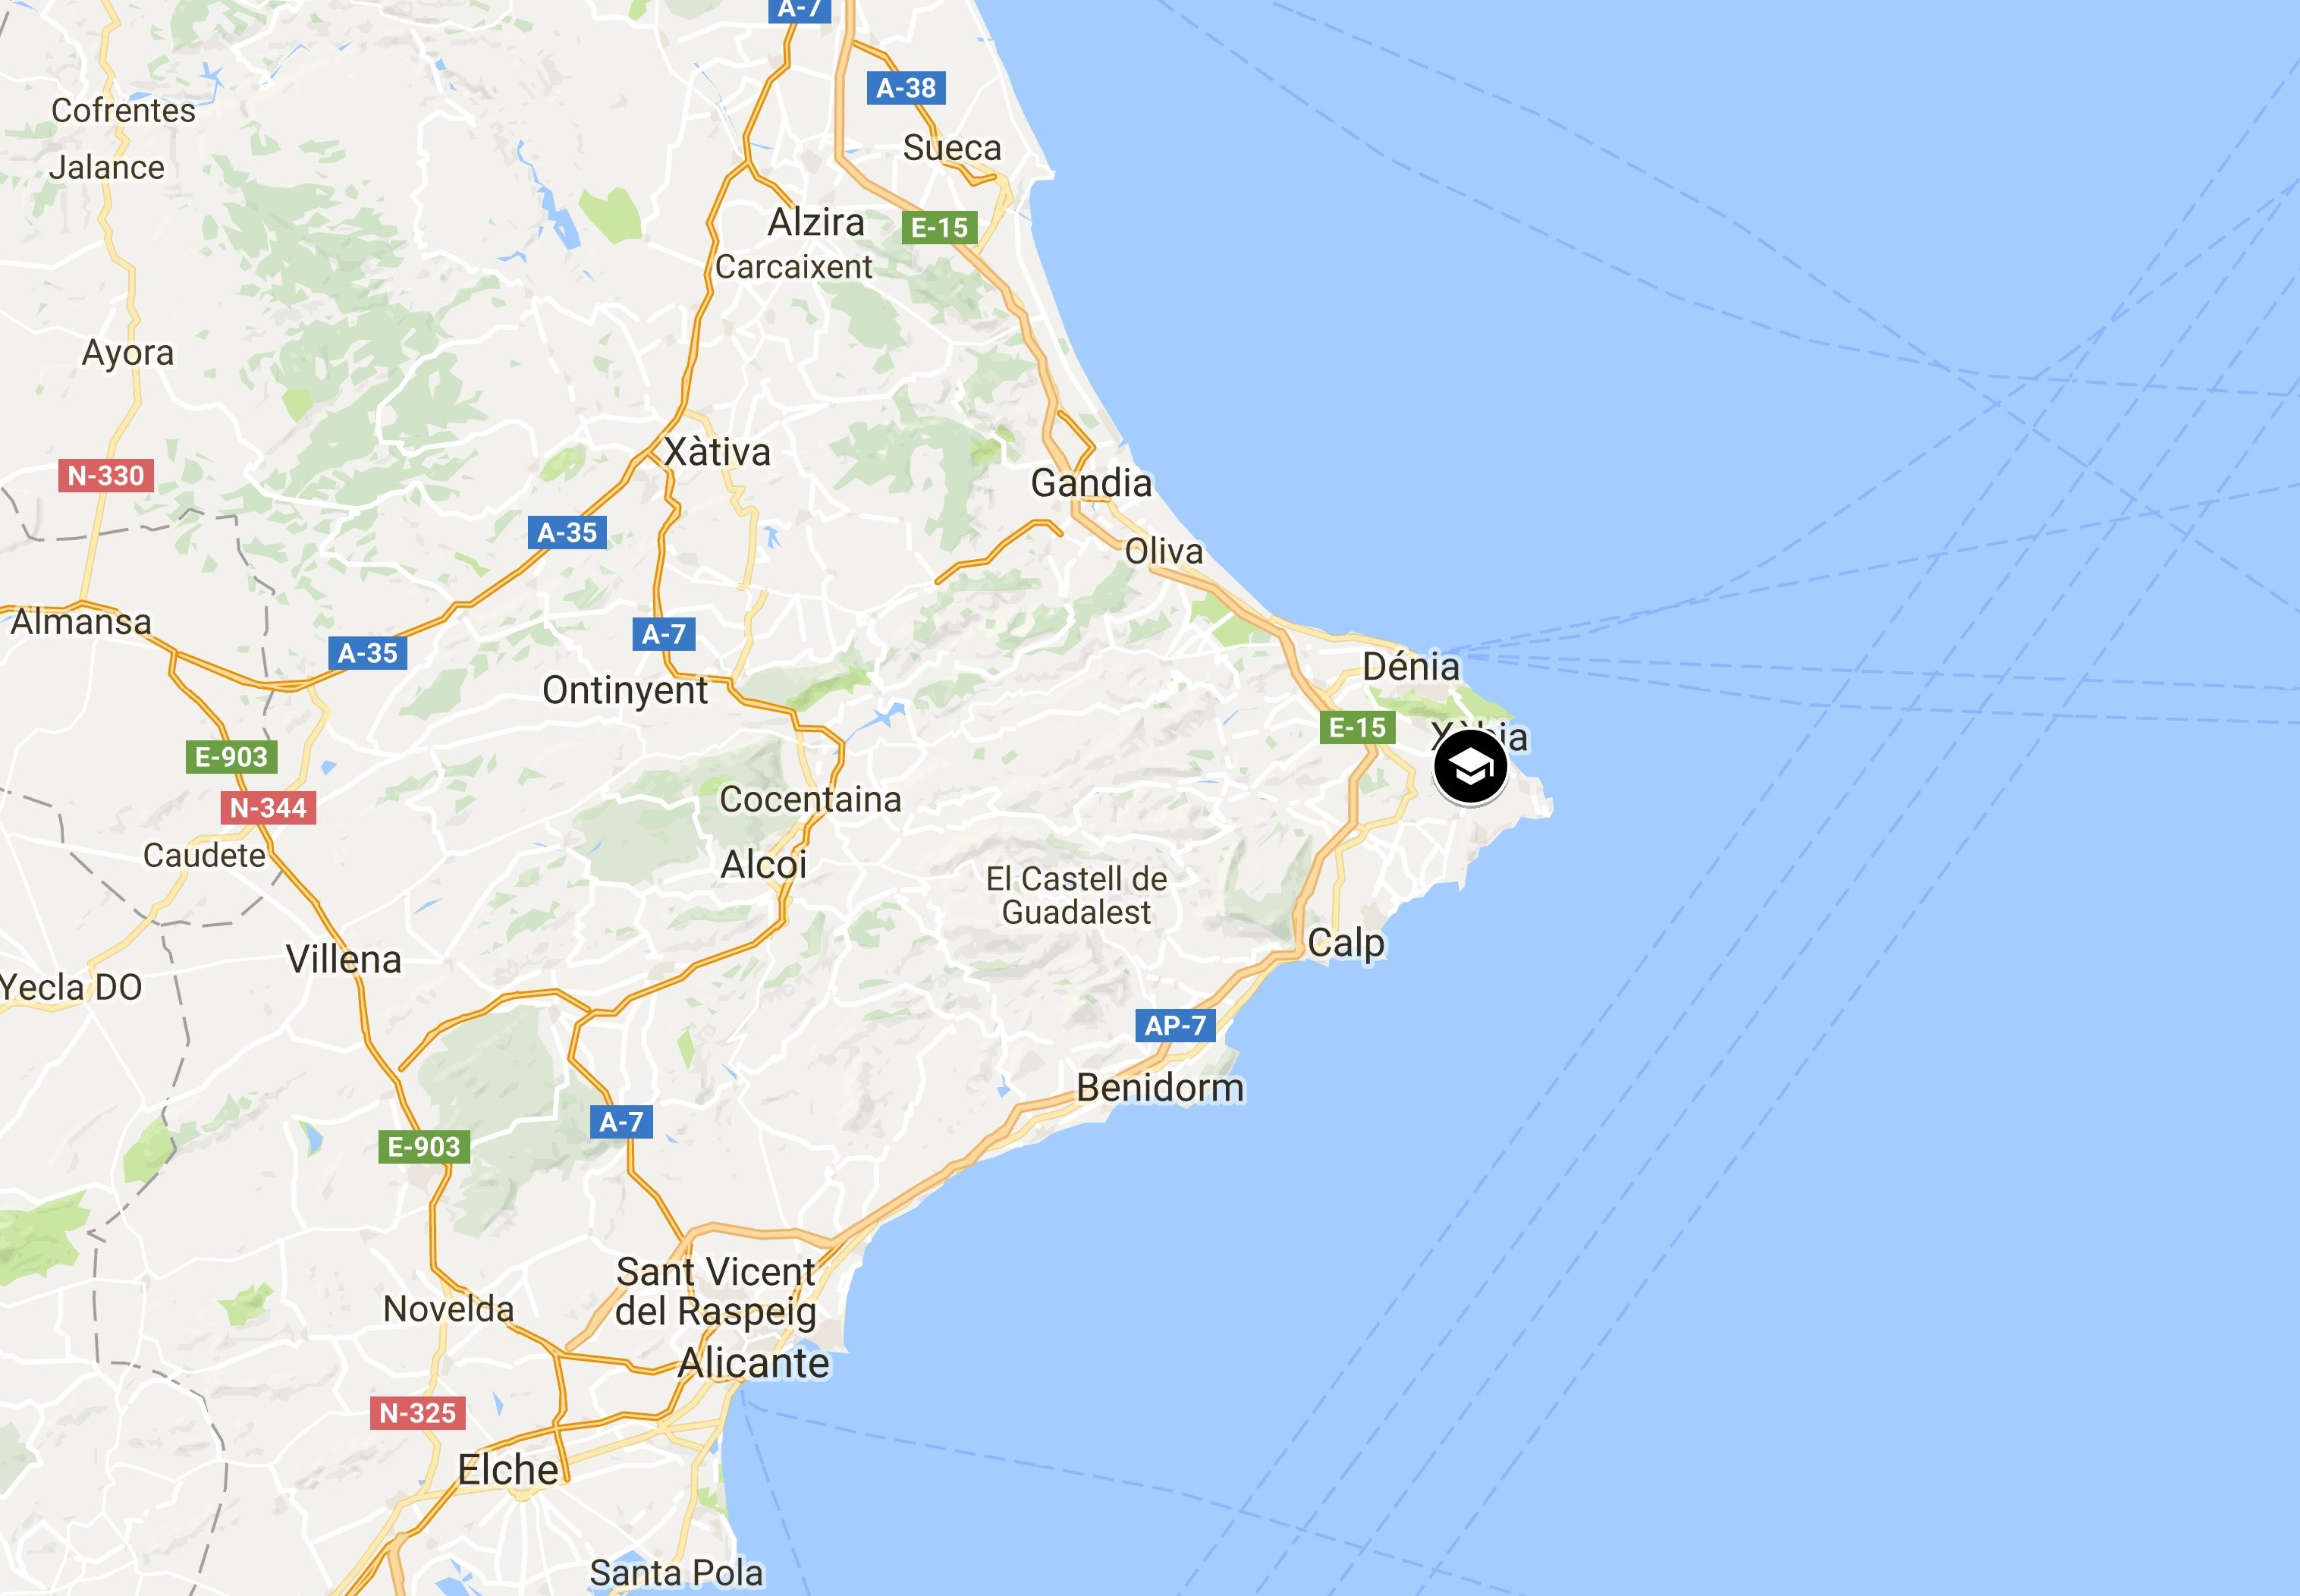 A-7
A-38
Cofrentes
Sueca
Jalance
Alzira
E-15
Carcaixent
Ayora
Xàtiva
N-330
Gandia
A-35
Oliva
Almansa
A-7
A-35
Dénia
Ontinyent
E-15
E-903
Cocentaina
N-344
Caudete
Alcoi
El Castell de
Guadalest
Calp
Villena
Yecla DO
AP-7
Benidorm
A-7
E-903
Sant Vicent
del Raspeig
Novelda
Alicante
N-325
Elche
Santa Pola